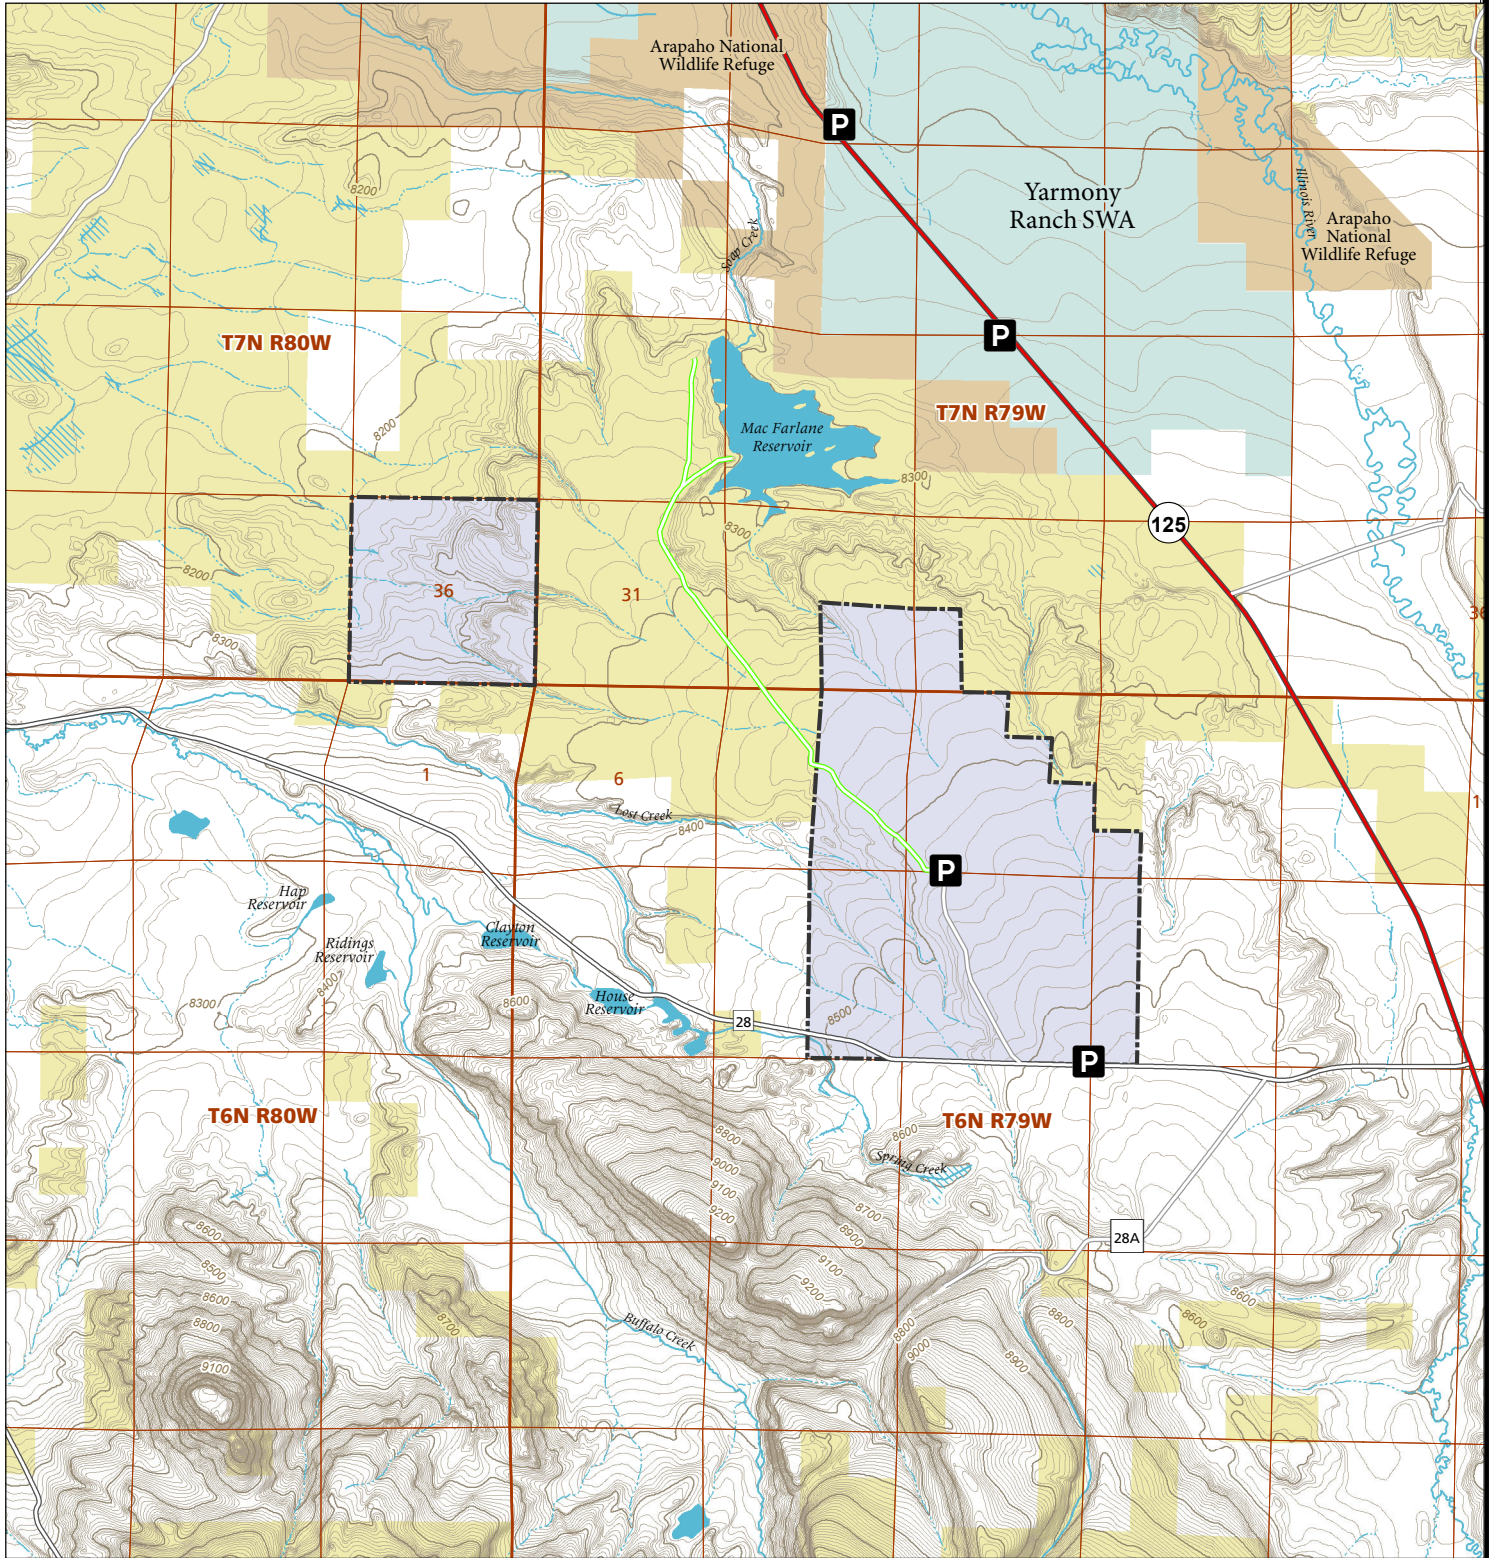 Arapaho National
Wildlife Refuge
P
8200
Yarmony
Ranch SWA
Illinois River
Arapaho
National
Wildlife Refuge
Soap Creek
T7N R80W
P
T7N R79W
8200
Mac Farlane
Reservoir
8300
8300
125
8200
36
31
36
8300
1
6
1
Lost Creek
8400
P
Hap
Reservoir
Clayton
Reservoir
Ridings
Reservoir
8400
8300
8600
House
Reservoir
28
8500
P
T6N R80W
T6N R79W
8800
8600
9000
Spring Creek
9100
9200
8700
8900
8600
28A
8500
9100
8600
9200
8600
8800
8700
Buffalo Creek
8800
8800
8600
9000
8900
9100